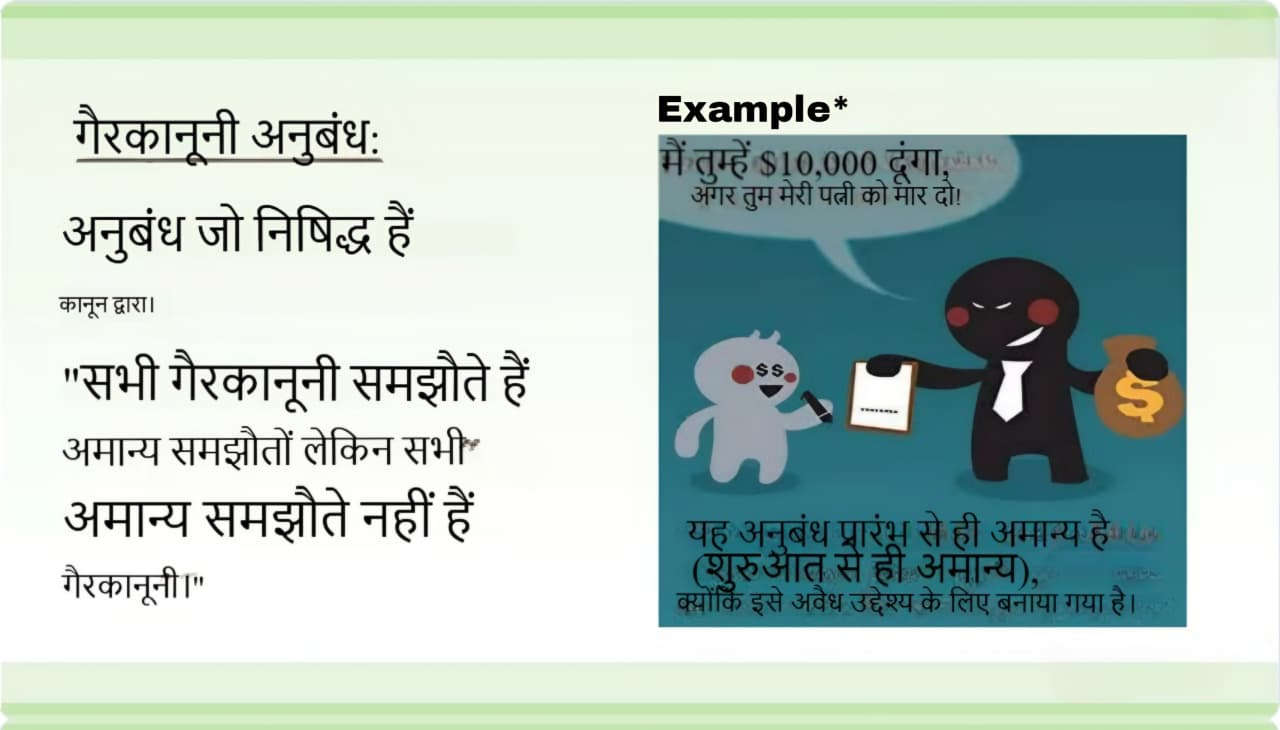 गैरकानूनी अनुबंध:
अनुबंध जो निषिद्ध हैं
कानून द्वारा।
"सभी गैरकानूनी समझौते हैं
अमान्य समझौतों लेकिन सभी
अमान्य समझौते नहीं हैं
गैरकानूनी।"
Example*
मैं तुम्हें $10,000 दूंगा,
अगर तुम मेरी पत्नी को मार दो!
$$
$
यह अनुबंध प्रारंभ से ही अमान्य है
(शुरुआत से ही अमान्य),
क्योंकि इसे अवैध उद्देश्य के लिए बनाया गया है।